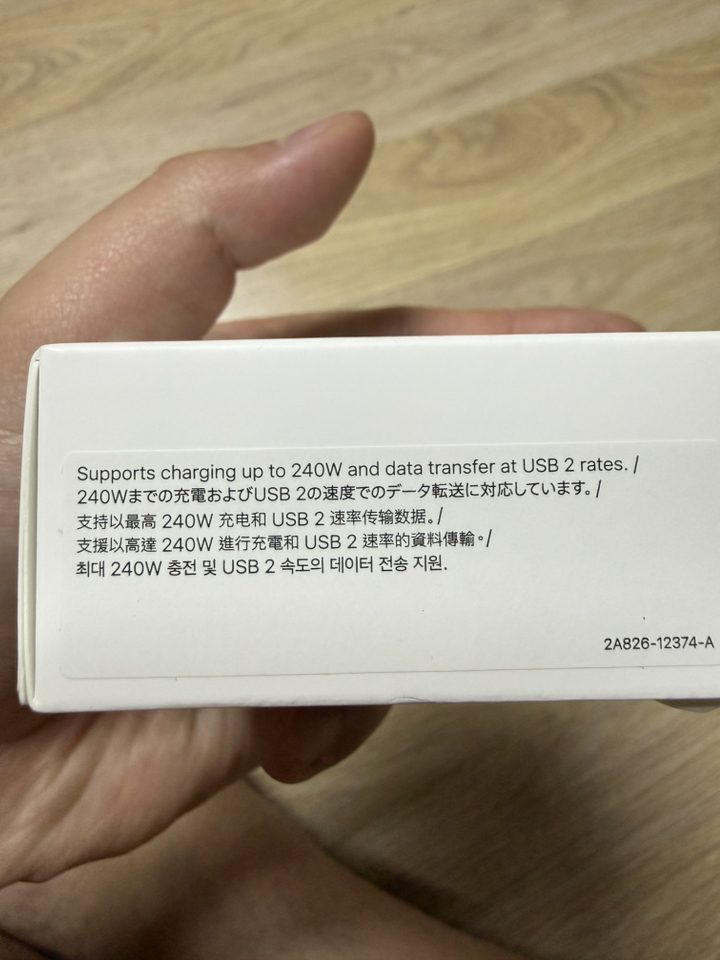 Supports charging up to 240W and data transfer at USB 2 rates. /
240Wまでの充電およびUSB 2の速度でのデータ転送に対応しています。/
支持以最高 240W 充电和 USB 2 速率传输数据。/
支援以高達 240W 進行充電和 USB 2 速率的資料傳輸。/
최대 240W 충전 및 USB 2 속도의 데이터 전송 지원.
2A826-12374-A